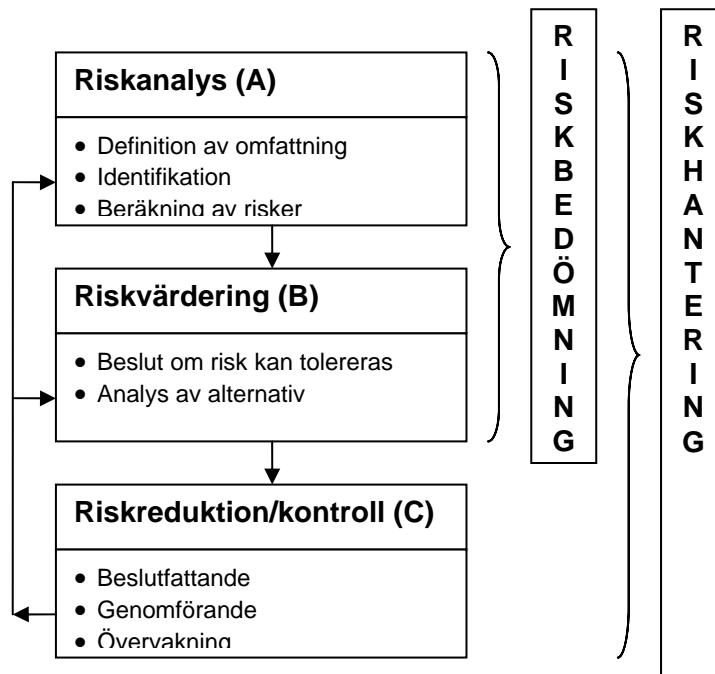 Riskanalys (A)
• Definition av omfattning
• Identifikation
• Beräkning av risker
Riskvärdering (B)
• Beslut om risk kan tolereras
• Analys av alternativ
Riskreduktion/kontroll (C)
• Beslutfattande
• Genomförande
• Övervakning
RISKBEDÖMNING
RISKHANTERING